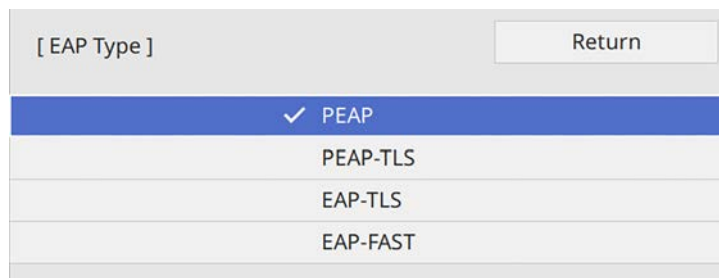 [ EAP Type ]
Return
PEAP
PEAP-TLS
EAP-TLS
EAP-FAST